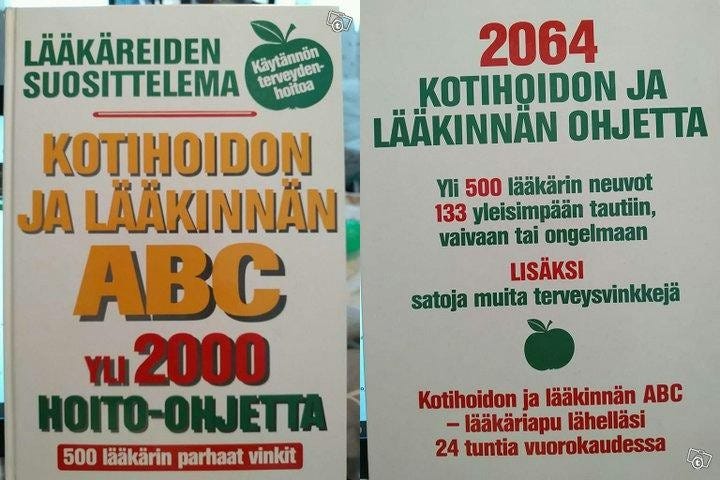 LÄÄKÄREIDEN
SUOSITTELEMA
Käytännön
terveyden-
hoitoa
KOTIHOIDON
JA LÄÄKINNÄN
ABC
YLI 2000
HOITO-OHJETTA
500 lääkärin parhaat vinkit
2064
KOTIHOIDON JA
LÄÄKINNÄN OHJETTA
Yli 500 lääkärin neuvot
133 yleisimpään tautiin,
vaivaan tai ongelmaan
LISÄKSI
satoja muita terveysvinkkejä
Kotihoidon ja lääkinnän ABC
– lääkäriapu lähelläsi
24 tuntia vuorokaudessa